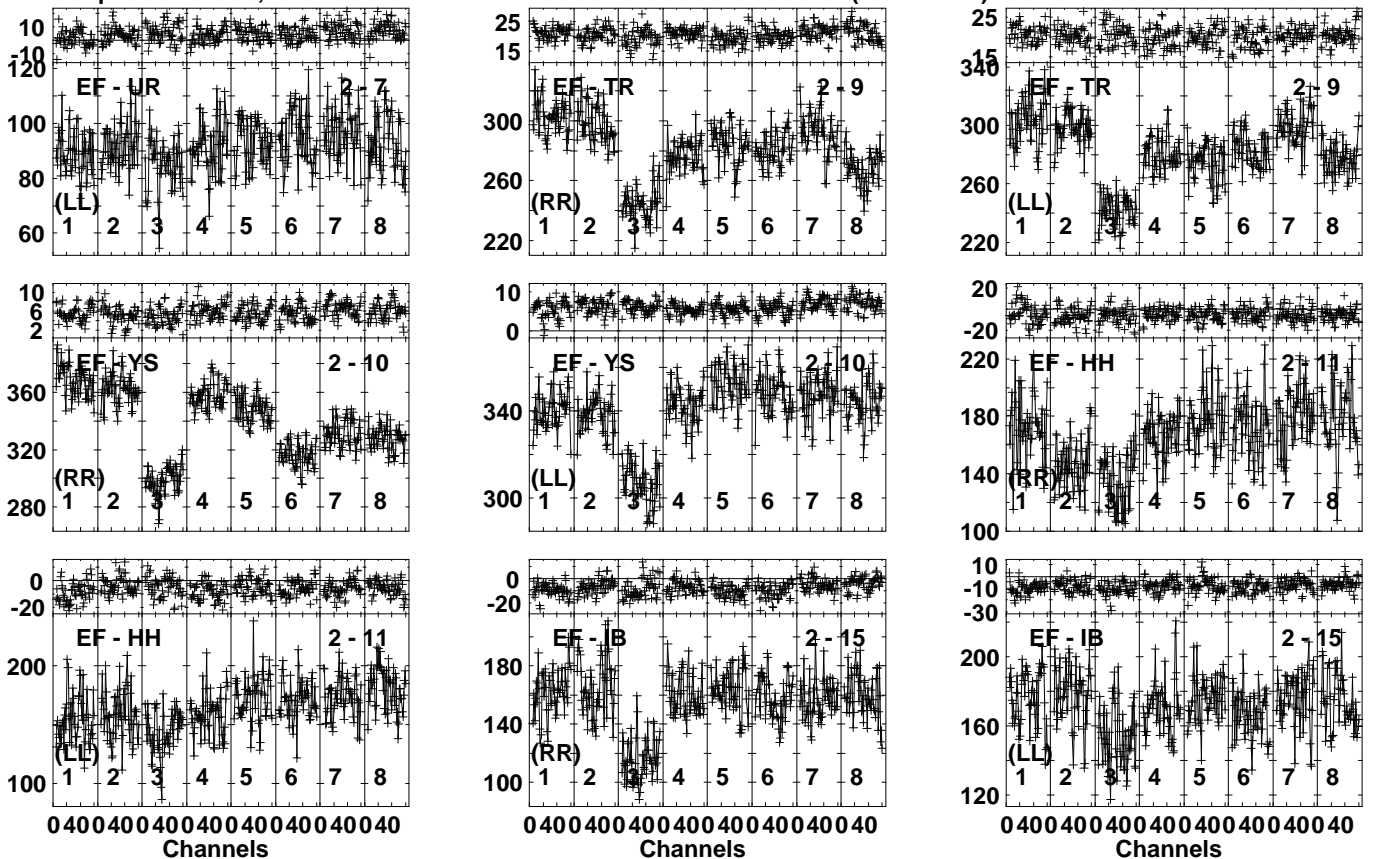 10
-10
120
100
80
60
EF - UR 2 - 7
(LL)
1 2 3 4 5 6 7 8
25
15
300
260
220
EF - TR 2 - 9
(RR)
1 2 3 4 5 6 7 8
25
15
340
300
260
220
EF - TR 2 - 9
(LL)
1 2 3 4 5 6 7 8
10
6
2
360
320
280
EF - YS 2 - 10
(RR)
1 2 3 4 5 6 7 8
10
0
340
300
EF - YS 2 - 10
(LL)
1 2 3 4 5 6 7 8
20
-20
220
180
140
100
EF - HH 2 - 11
(RR)
1 2 3 4 5 6 7 8
0
-20
200
100
EF - HH 2 - 11
(LL)
1 2 3 4 5 6 7 8
0 40 0 40 0 40 0 40 0 40 0 40 0 40 0 40
Channels
0
-20
180
140
100
EF - IB 2 - 15
(RR)
1 2 3 4 5 6 7 8
0 40 0 40 0 40 0 40 0 40 0 40 0 40 0 40
Channels
10
-10
-30
200
160
120
EF - IB 2 - 15
(LL)
1 2 3 4 5 6 7 8
0 40 0 40 0 40 0 40 0 40 0 40 0 40 0 40
Channels